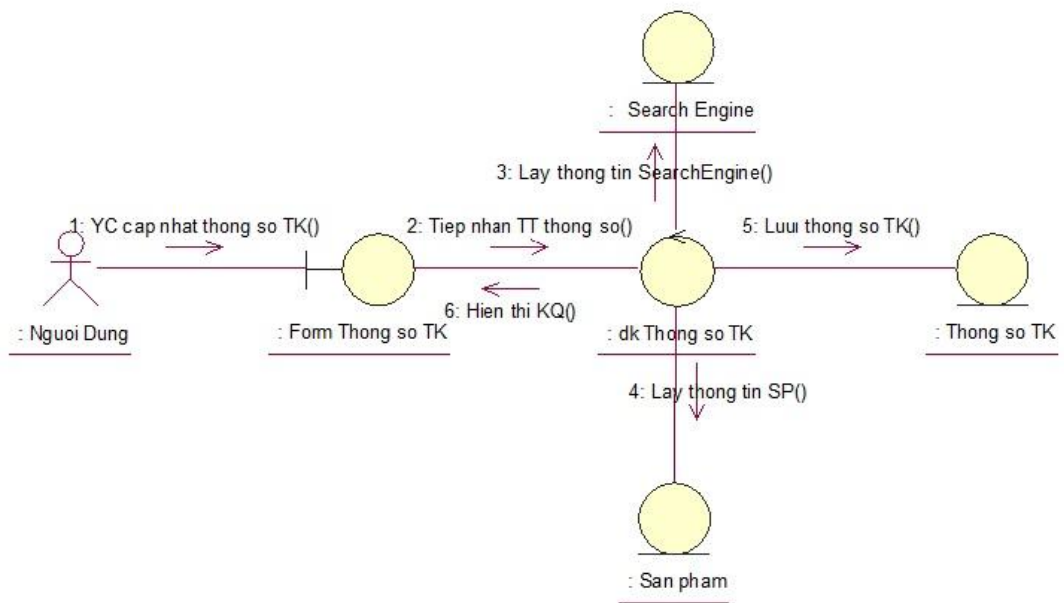 : Search Engine
3: Lay thong tin SearchEngine()
1: YC cap nhat thong so TK()
2: Tiep nhan TT thong so()
5: Luui thong so TK()
6: Hien thi KQ()
: Nguoi Dung
: Form Thong so TK
: dk Thong so TK
: Thong so TK
4: Lay thong tin SP()
: San pham